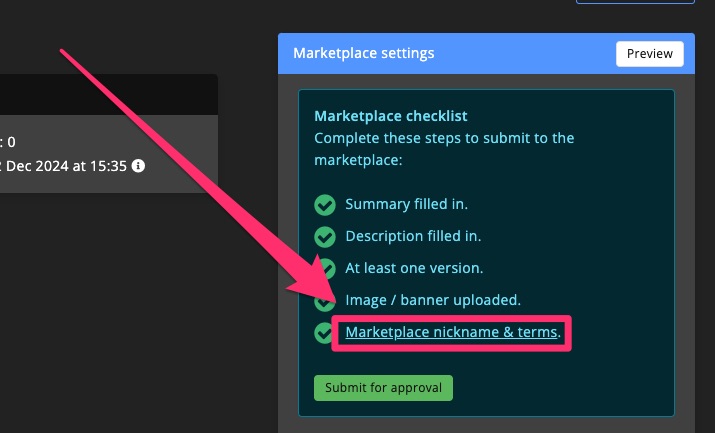 Marketplace settings
Preview
Marketplace checklist
Complete these steps to submit to the
marketplace:
: 0
Dec 2024 at 15:35
Summary filled in.
Description filled in.
At least one version.
Image / banner uploaded.
Marketplace nickname & terms.
Submit for approval